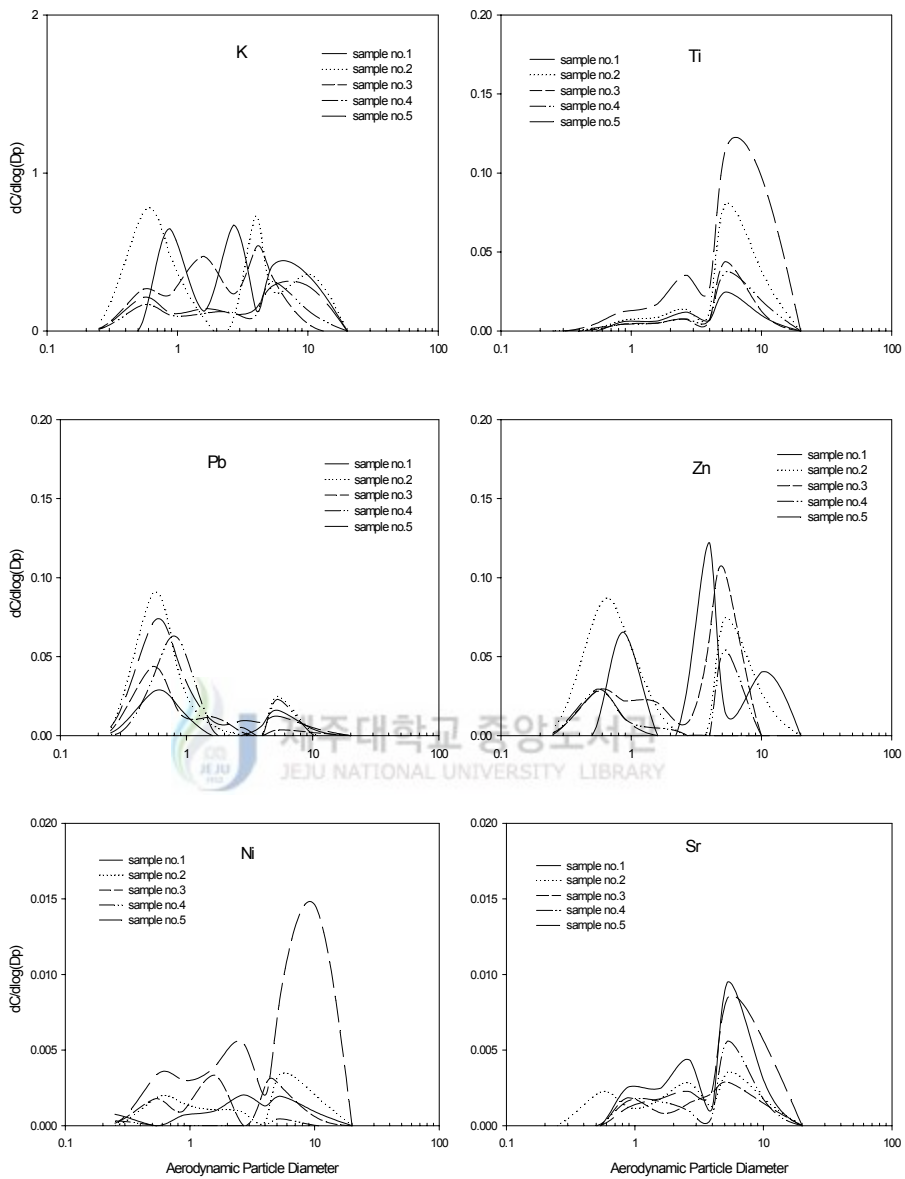 2
K
sample no.1
sample no.2
sample no.3
sample no.4
sample no.5
dC/dlog(Dp)
1
0
0.1 1 10 100
0.20
Ti
sample no.1
sample no.2
sample no.3
sample no.4
sample no.5
0.15
0.10
0.05
0.00
0.1 1 10 100
0.20
Pb
sample no.1
sample no.2
sample no.3
sample no.4
sample no.5
0.15
dC/dlog(Dp)
0.10
0.05
0.00
0.1 1 10 100
0.20
Zn
sample no.1
sample no.2
sample no.3
sample no.4
sample no.5
0.15
0.10
0.05
0.00
0.1 1 10 100
제주대학교 중앙도서관
JEJU NATIONAL UNIVERSITY LIBRARY
JEJU
1952
0.020
Ni
sample no.1
sample no.2
sample no.3
sample no.4
sample no.5
0.015
dC/dlog(Dp)
0.010
0.005
0.000
0.1 1 10 100
Aerodynamic Particle Diameter
0.020
Sr
sample no.1
sample no.2
sample no.3
sample no.4
sample no.5
0.015
0.010
0.005
0.000
0.1 1 10 100
Aerodynamic Particle Diameter